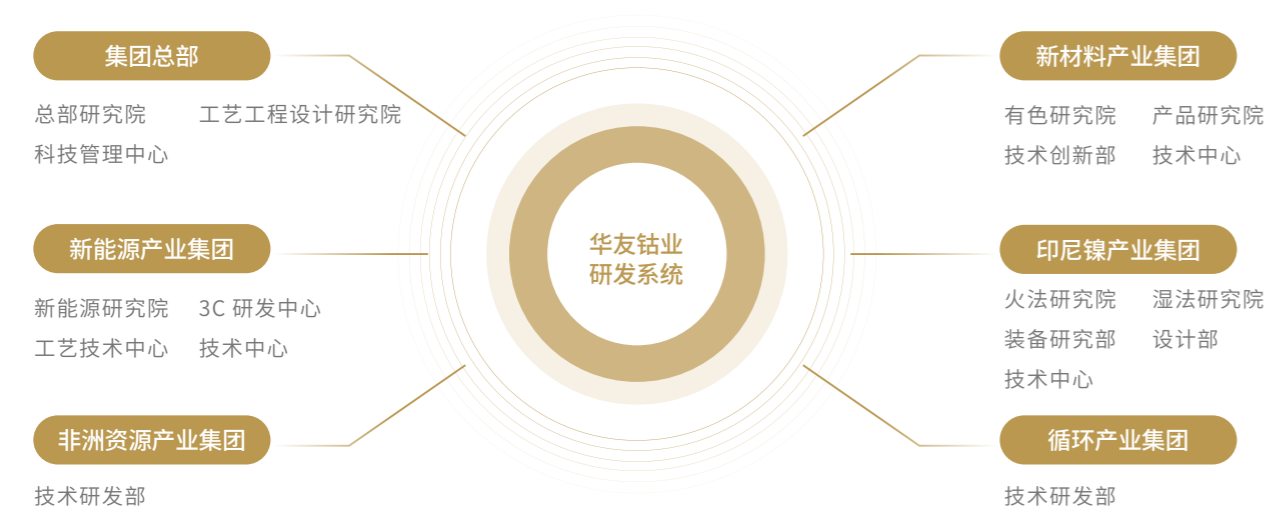 集团总部
总部研究院 工艺工程设计研究院
科技管理中心
新能源产业集团
新能源研究院 3C 研发中心
工艺技术中心 技术中心
非洲资源产业集团
技术研发部
华友钴业
研发系统
新材料产业集团
有色研究院 产品研究院
技术创新部 技术中心
印尼镍产业集团
火法研究院 湿法研究院
装备研究部 设计部
技术中心
循环产业集团
技术研发部